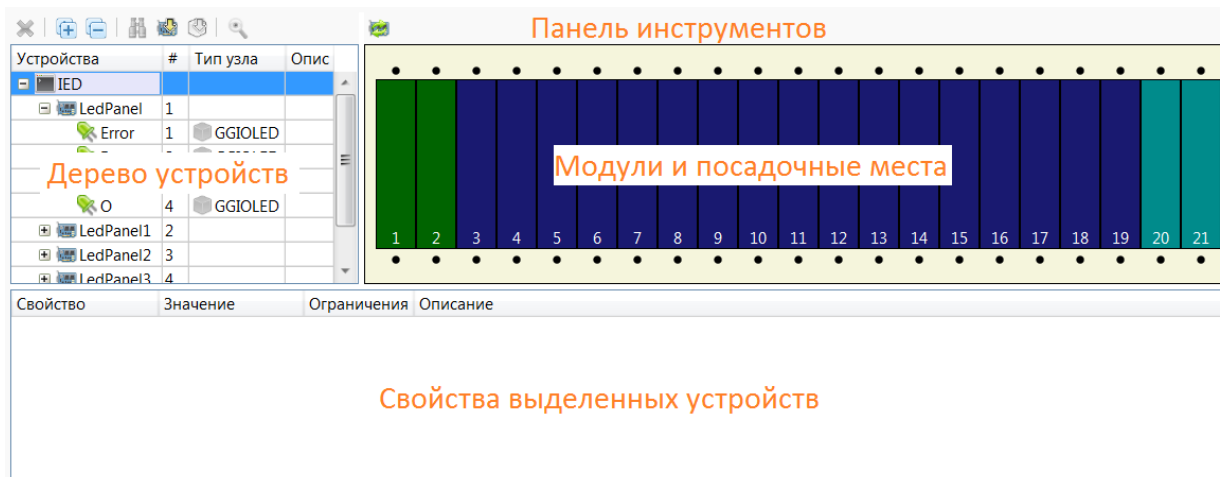 Панель инструментов
Устройства # Тип узла Опис
IED
LedPanel 1
Error 1 GGIOLED
Дерево устройств
O 4 GGIOLED
LedPanel1 2
LedPanel2 3
LedPanel3 4
Модули и посадочные места
1 2 3 4 5 6 7 8 9 10 11 12 13 14 15 16 17 18 19 20 21
Свойство Значение Ограничения Описание
Свойства выделенных устройств